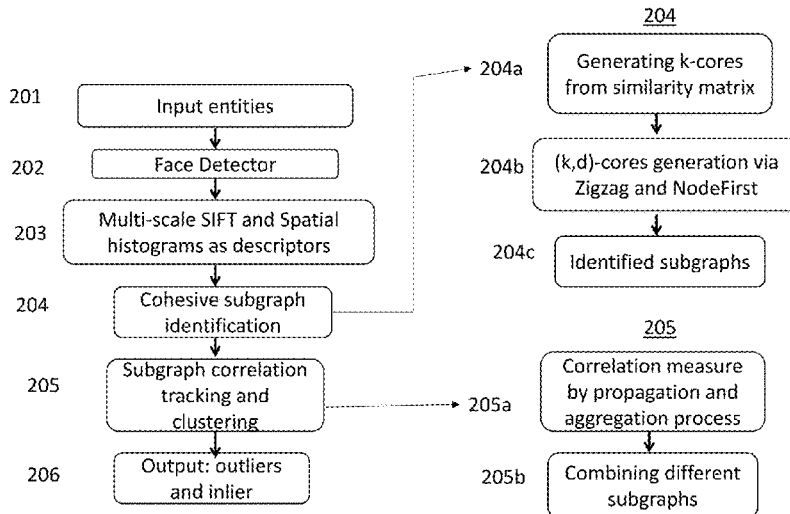 201
Input entities
202
Face Detector
203
Multi-scale SIFT and Spatial
histograms as descriptors
204
Cohesive subgraph
identification
205
Subgraph correlation
tracking and
clustering
206
Output: outliers
and inlier
204
204a
Generating k-cores
from similarity matrix
204b
(k,d)-cores generation via
Zigzag and NodeFirst
204c
Identified subgraphs
205
205a
Correlation measure
by propagation and
aggregation process
205b
Combining different
subgraphs